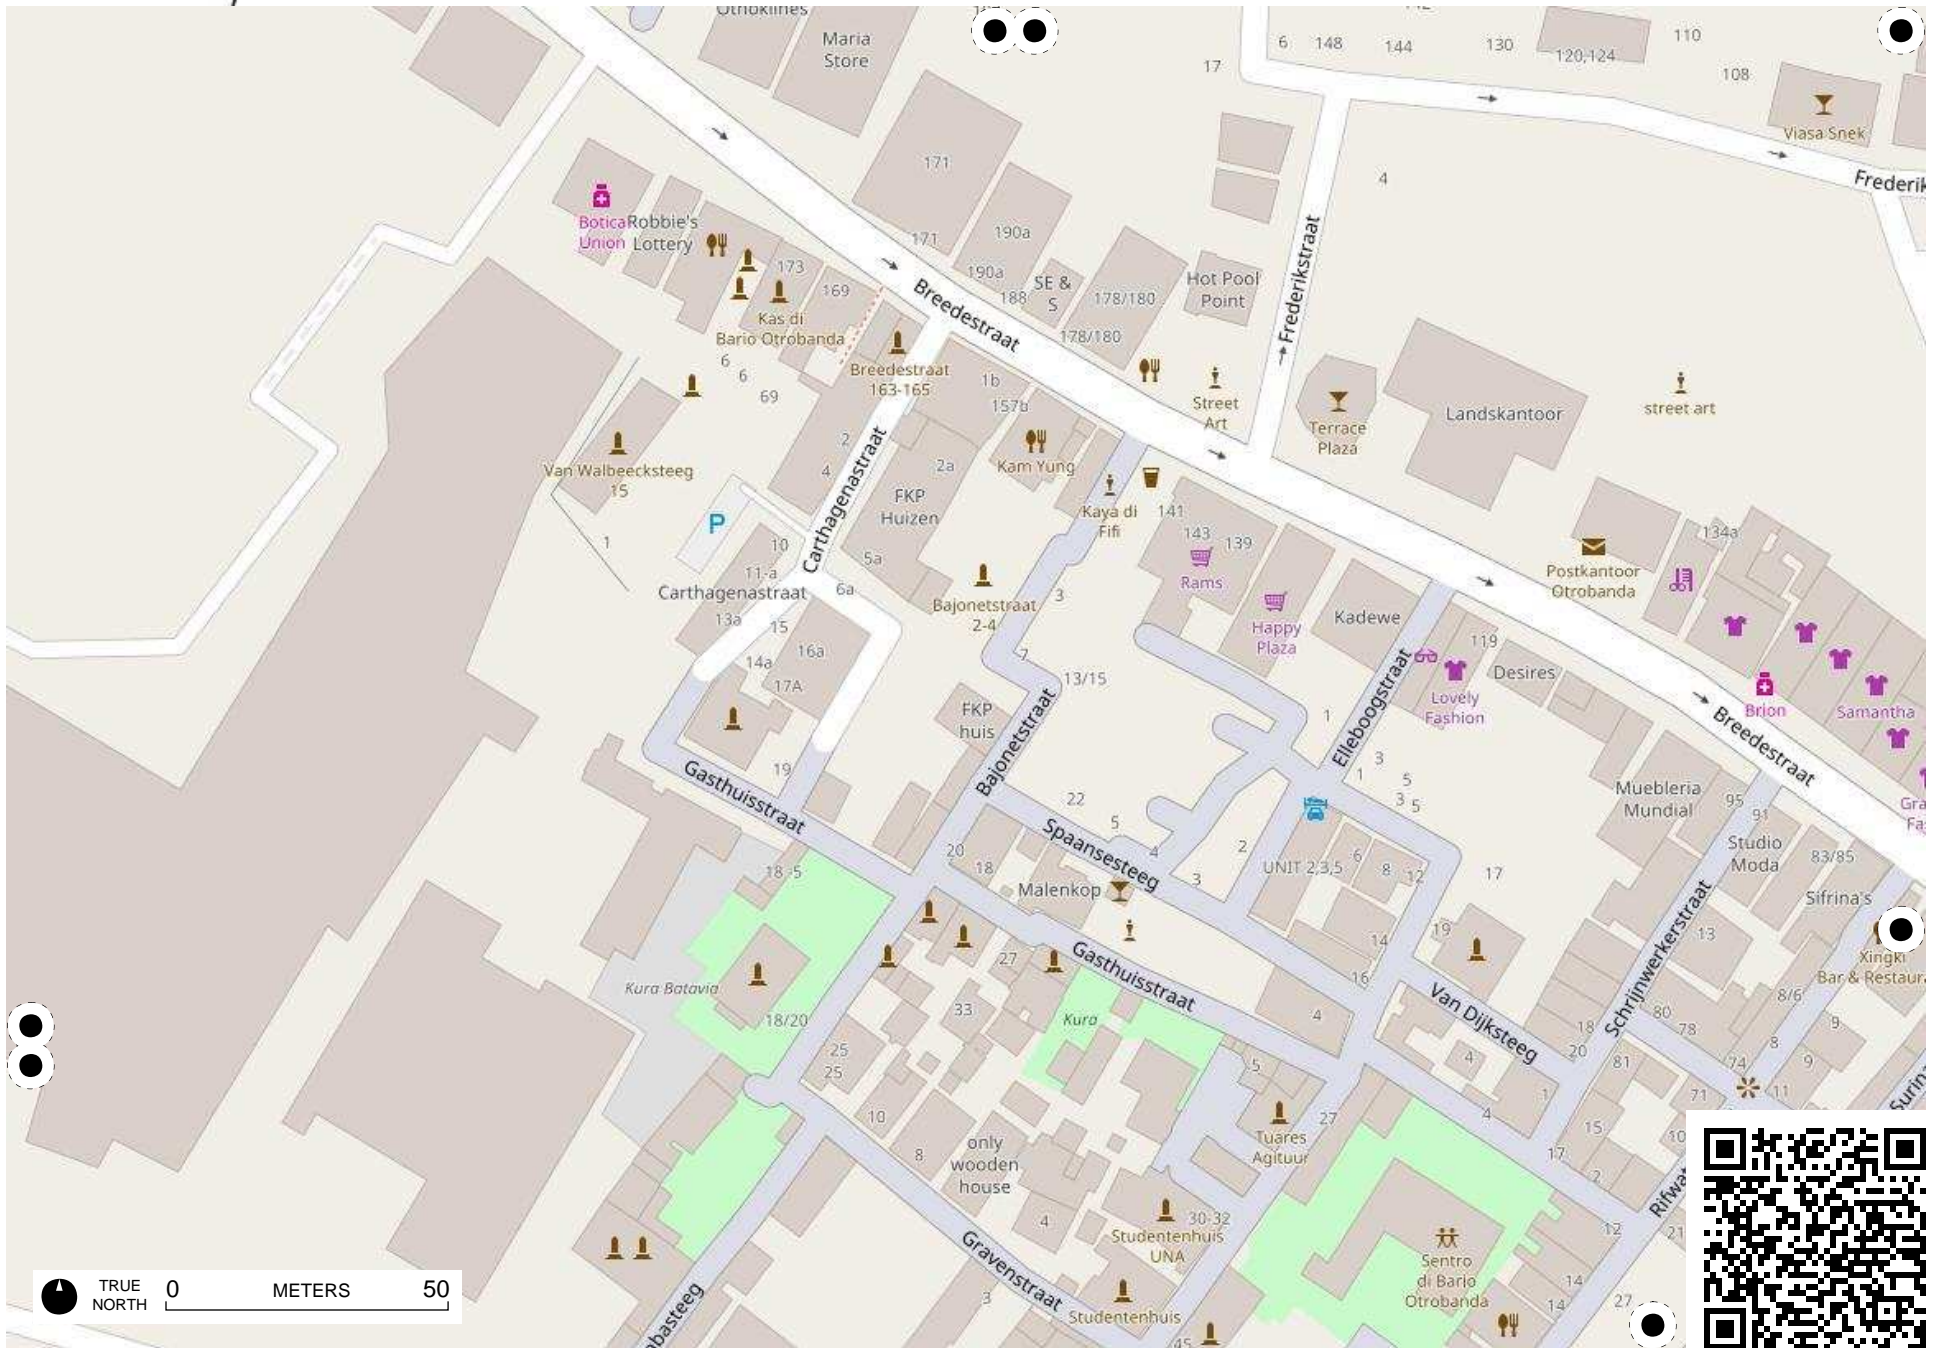 Maria
Store
17
6
148
144
130
120,124
110
108
Viasa Snek
171
171
190a
190a
188
SE &
S
178/180
178/180
Hot Pool
Point
4
Botica
Union
Robbie's
Lottery
173
169
Kas di
Bario Otrobanda
Breedestraat
163-165
Breedestraat
Frederikstraat
Frederik
6
6
69
1b
157b
2
4
2a
Kam Yung
FKP
Huizen
Street
Art
Terrace
Plaza
Landskantoor
street art
Van Walbeecksteeg
15
1
P
10
11-a
Carthagenastraat
Carthagenastraat
13a
15
5a
6a
16a
14a
17A
19
Bajonetstraat
2-4
Kaya di
Fifi
141
143
139
Rams
Happy
Plaza
Kadewe
Postkantoor
Otrobanda
134a
3
7
13/15
FKP
huis
Bajonetstraat
119
Desires
Lovely
Fashion
Elleboogstraat
1
Brion
Samantha
Breedestraat
Gasthuisstraat
22
5
Spaansesteeg
4
3
2
3
1
5
3
5
Muebleria
Mundial
95
91
Studio
Moda
83/85
Sifrina's
18 -5
20
18
Malenkop
UNIT 2,3,5
6
8
12
17
14
16
19
13
Schrijnwerkerstraat
Xingki
Bar & Restaura
Kura Batavia
18/20
27
33
25
25
Kura
Gasthuisstraat
4
Van Dijksteeg
4
18
20
80
78
74
8/6
8
9
9
11
81
71
10
8
only
wooden
house
4
5
Tuares
Agituur
27
4
1
15
17
2
10
12
21
Rifwat
Surina
Studentenhuis
UNA
30-32
Gravenstraat
3
Studentenhuis
45
Sentro
di Bario
Otrobanda
14
14
27
basteeg
TRUE
NORTH
0
METERS
50